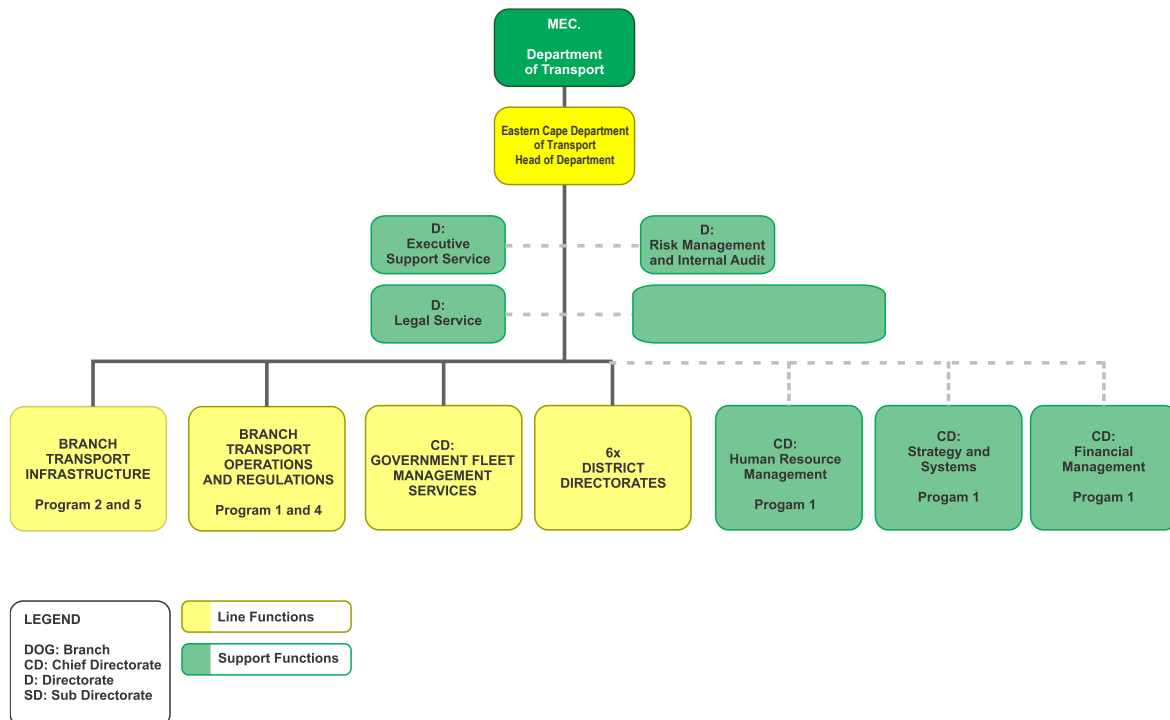 MEC.
Department
of Transport
Eastern Cape Department
of Transport
Head of Department
D:
Executive
Support Service
D:
Risk Management
and Internal Audit
D:
Legal Service
BRANCH
TRANSPORT
INFRASTRUCTURE
Program 2 and 5
BRANCH
TRANSPORT
OPERATIONS
AND REGULATIONS
Program 1 and 4
CD:
GOVERNMENT FLEET
MANAGEMENT
SERVICES
6x
DISTRICT
DIRECTORATES
CD:
Human Resource
Management
Progam 1
CD:
Strategy and
Systems
Progam 1
CD:
Financial
Management
Progam 1
LEGEND
DOG: Branch
CD: Chief Directorate
D: Directorate
SD: Sub Directorate
Line Functions
Support Functions